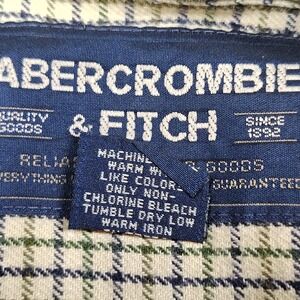 ABERCROMBIE
& FITCH
QUALITY
GOODS
SINCE
1892
GOODS
EVERYTHING
GUARANTEED
MACHINE
WARM
LIKE COLORS
ONLY NON-
CHLORINE BLEACH
TUMBLE DRY LOW
WARM IRON